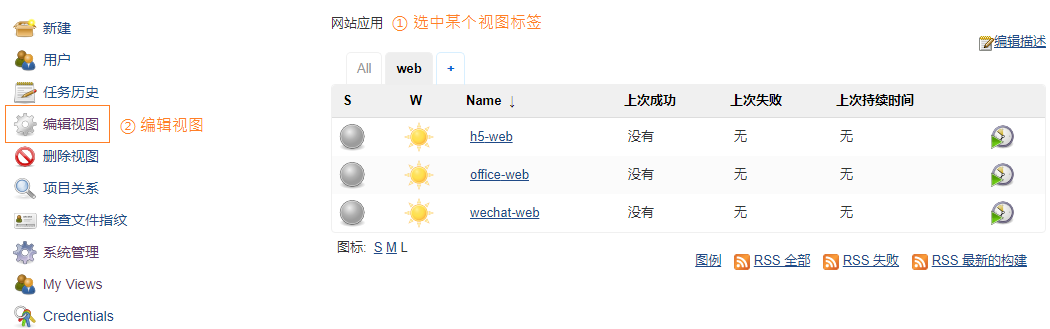 新建
用户
任务历史
编辑视图
② 编辑视图
删除视图
项目关系
检查文件指纹
系统管理
My Views
Credentials
网站应用 ① 选中某个视图标签
编辑描述
All web +
S W Name ↓ 上次成功 上次失败 上次持续时间
h5-web 没有 无 无
office-web 没有 无 无
wechat-web 没有 无 无
图标: S M L
图例 RSS 全部 RSS 失败 RSS 最新的构建